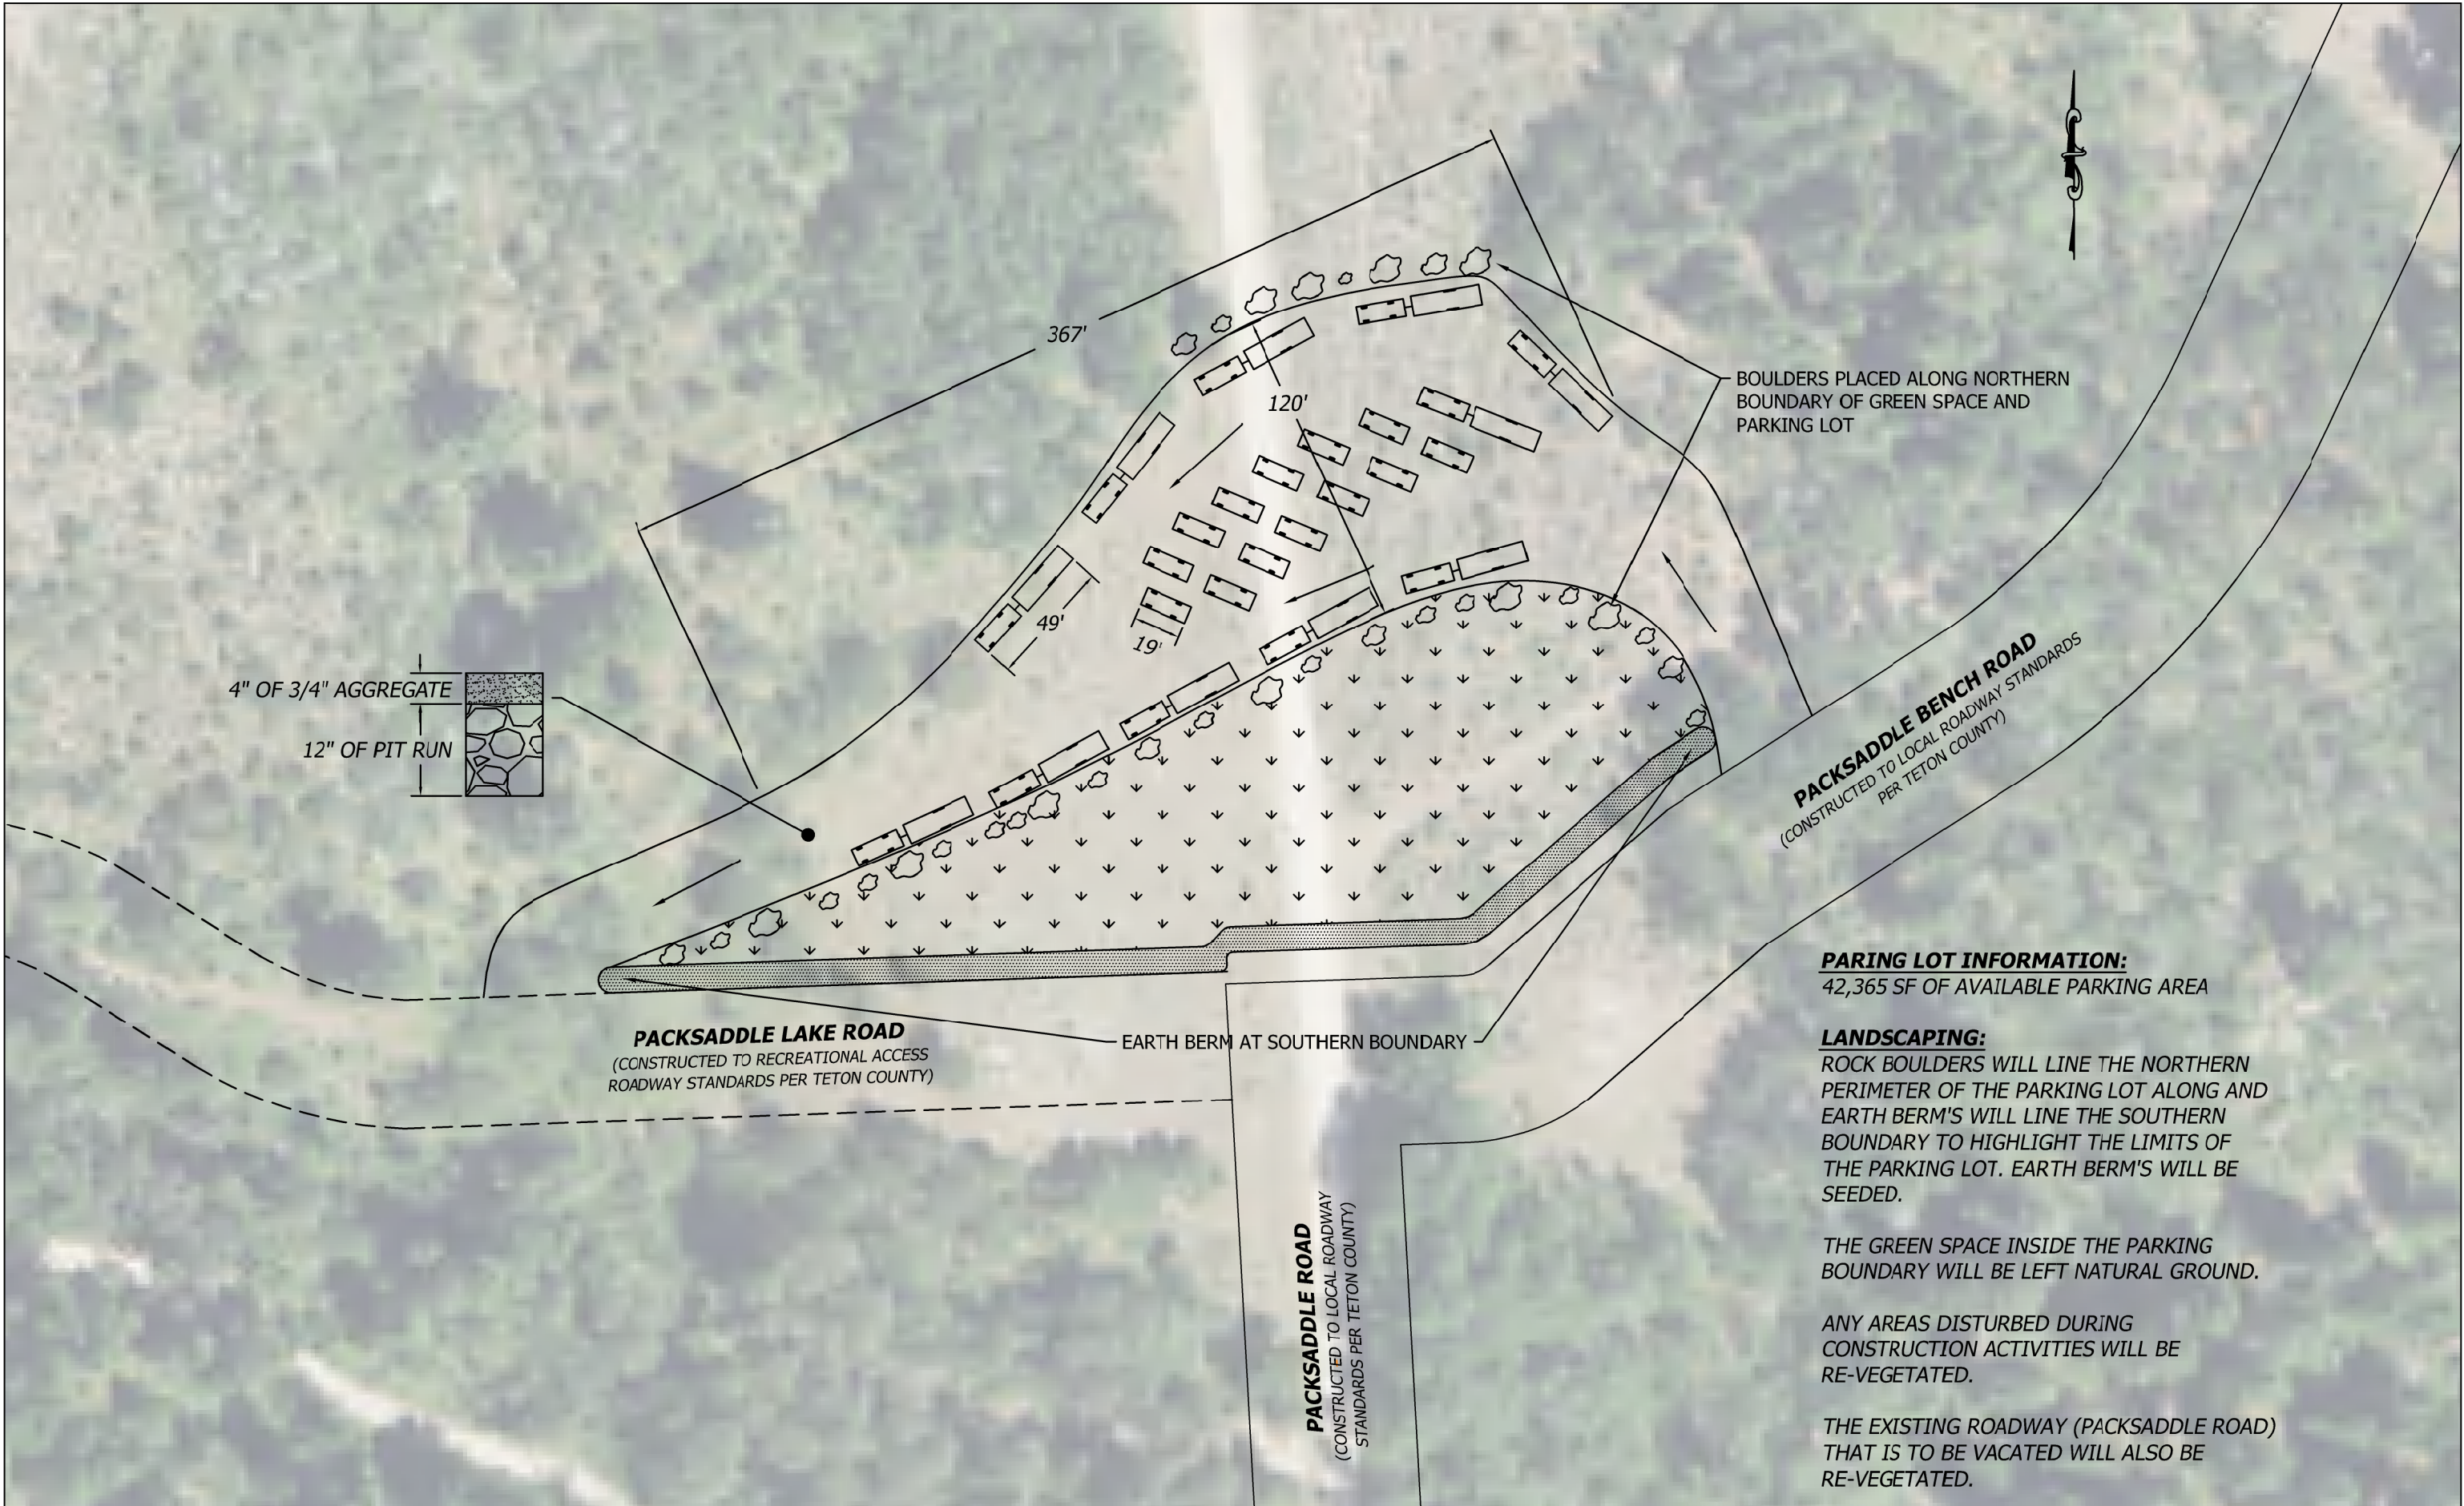 367'
120'
BOULDERS PLACED ALONG NORTHERN
BOUNDARY OF GREEN SPACE AND
PARKING LOT
49'
19'
4" OF 3/4" AGGREGATE
12" OF PIT RUN
PACKSADDLE BENCH ROAD
(CONSTRUCTED TO LOCAL ROADWAY STANDARDS
PER TETON COUNTY)
PACKSADDLE LAKE ROAD
(CONSTRUCTED TO RECREATIONAL ACCESS
ROADWAY STANDARDS PER TETON COUNTY)
EARTH BERM AT SOUTHERN BOUNDARY
PACKSADDLE ROAD
(CONSTRUCTED TO LOCAL ROADWAY
STANDARDS PER TETON COUNTY)
PARING LOT INFORMATION:
42,365 SF OF AVAILABLE PARKING AREA
LANDSCAPING:
ROCK BOULDERS WILL LINE THE NORTHERN
PERIMETER OF THE PARKING LOT ALONG AND
EARTH BERM'S WILL LINE THE SOUTHERN
BOUNDARY TO HIGHLIGHT THE LIMITS OF
THE PARKING LOT. EARTH BERM'S WILL BE
SEEDED.
THE GREEN SPACE INSIDE THE PARKING
BOUNDARY WILL BE LEFT NATURAL GROUND.
ANY AREAS DISTURBED DURING
CONSTRUCTION ACTIVITIES WILL BE
RE-VEGETATED.
THE EXISTING ROADWAY (PACKSADDLE ROAD)
THAT IS TO BE VACATED WILL ALSO BE
RE-VEGETATED.